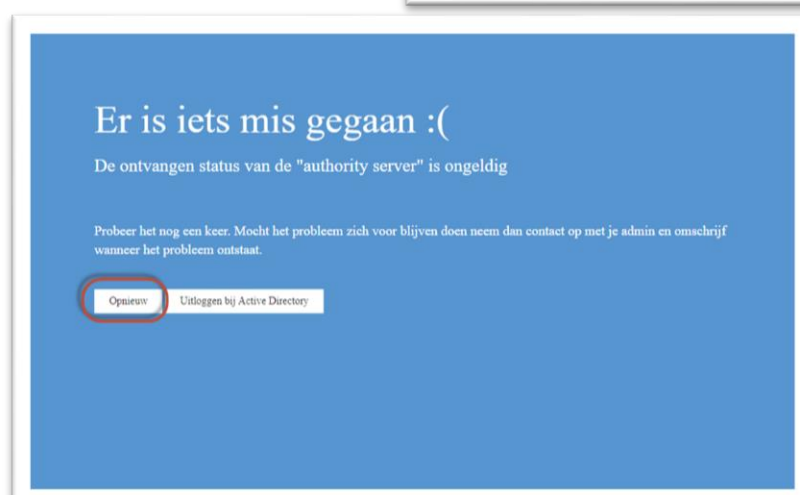 Er is iets mis gegaan :(
De ontvangen status van de "authority server" is ongeldig
Probeer het nog een keer. Mocht het probleem zich voor blijven doen neem dan contact op met je admin en omschrijf
wanneer het probleem ontstaat.
Opnieuw Uitloggen bij Active Directory